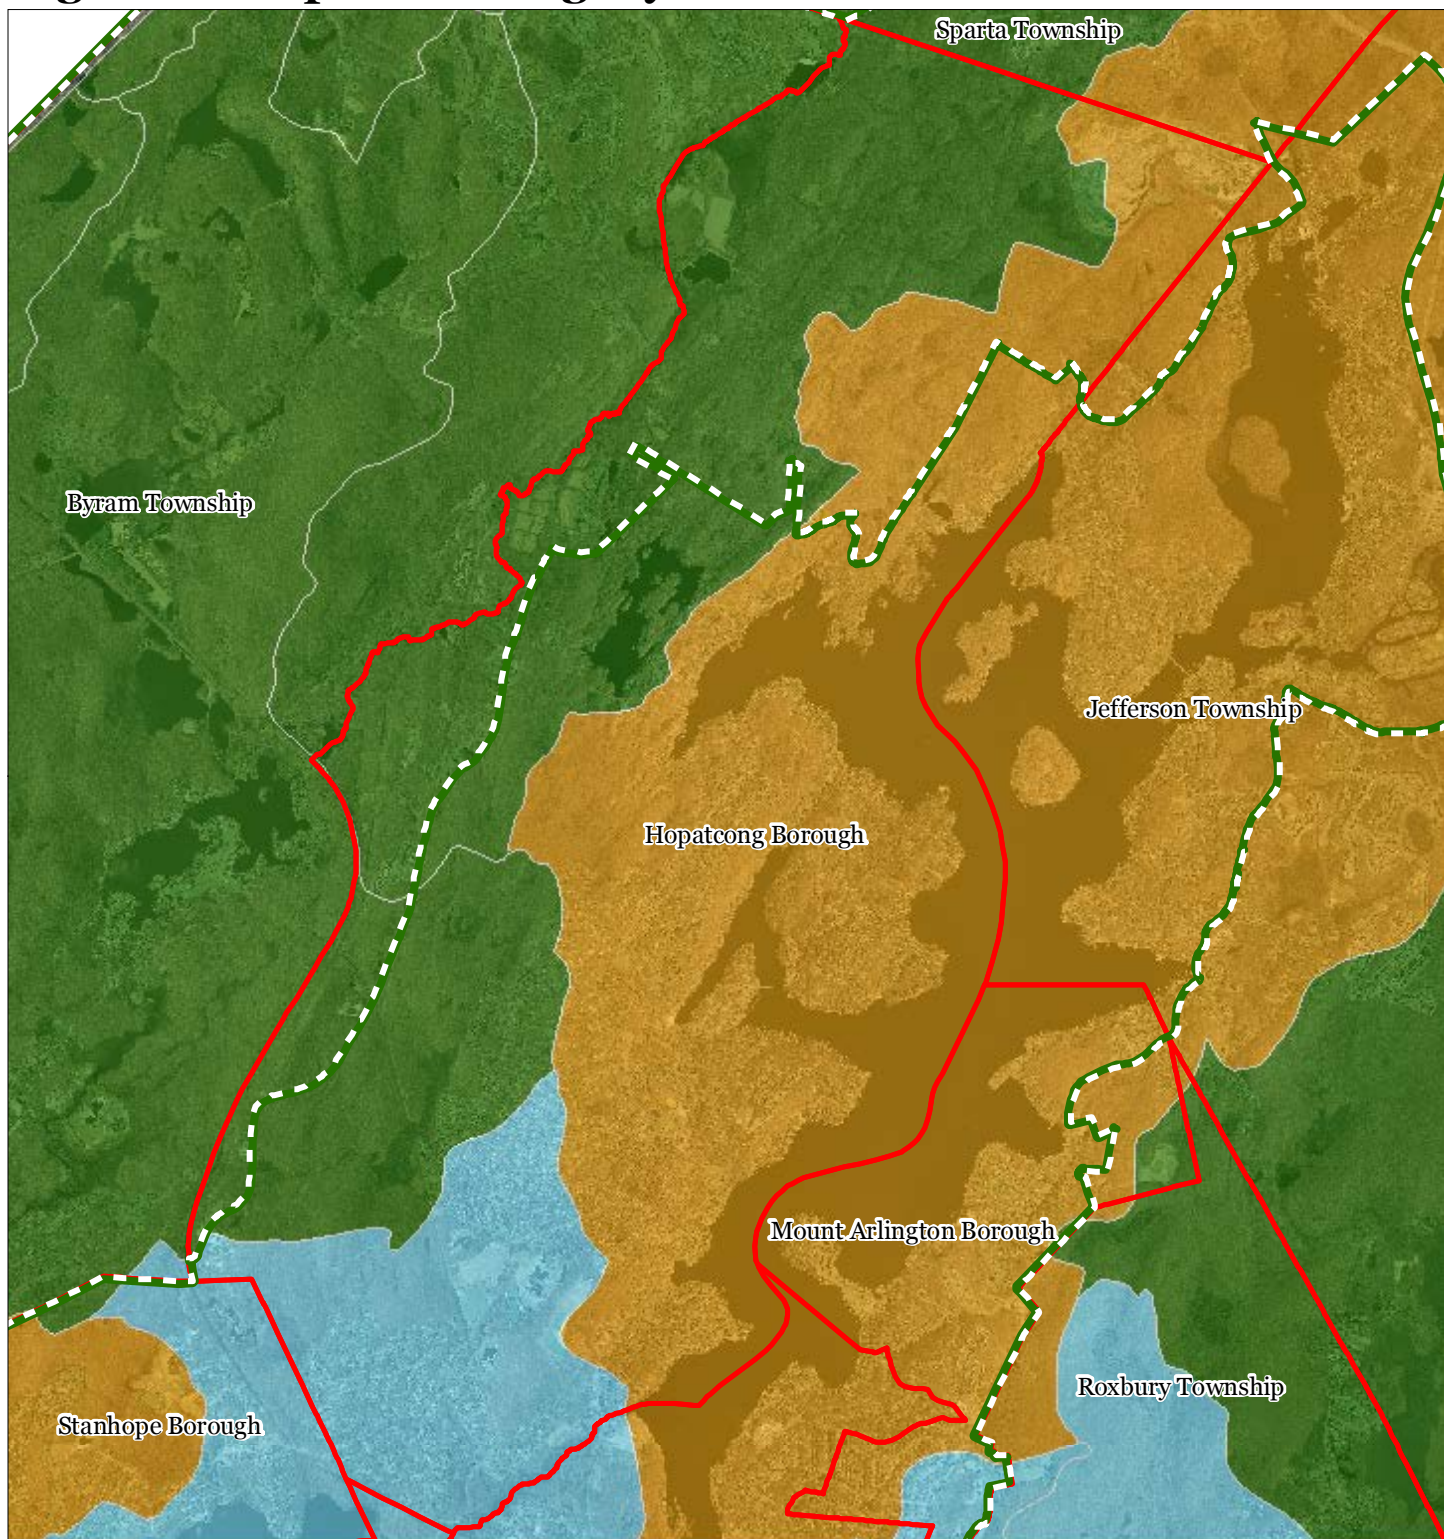 Sparta Township
Byram Township
Jefferson Township
Hopatcong Borough
Mount Arlington Borough
Roxbury Township
Stanhope Borough